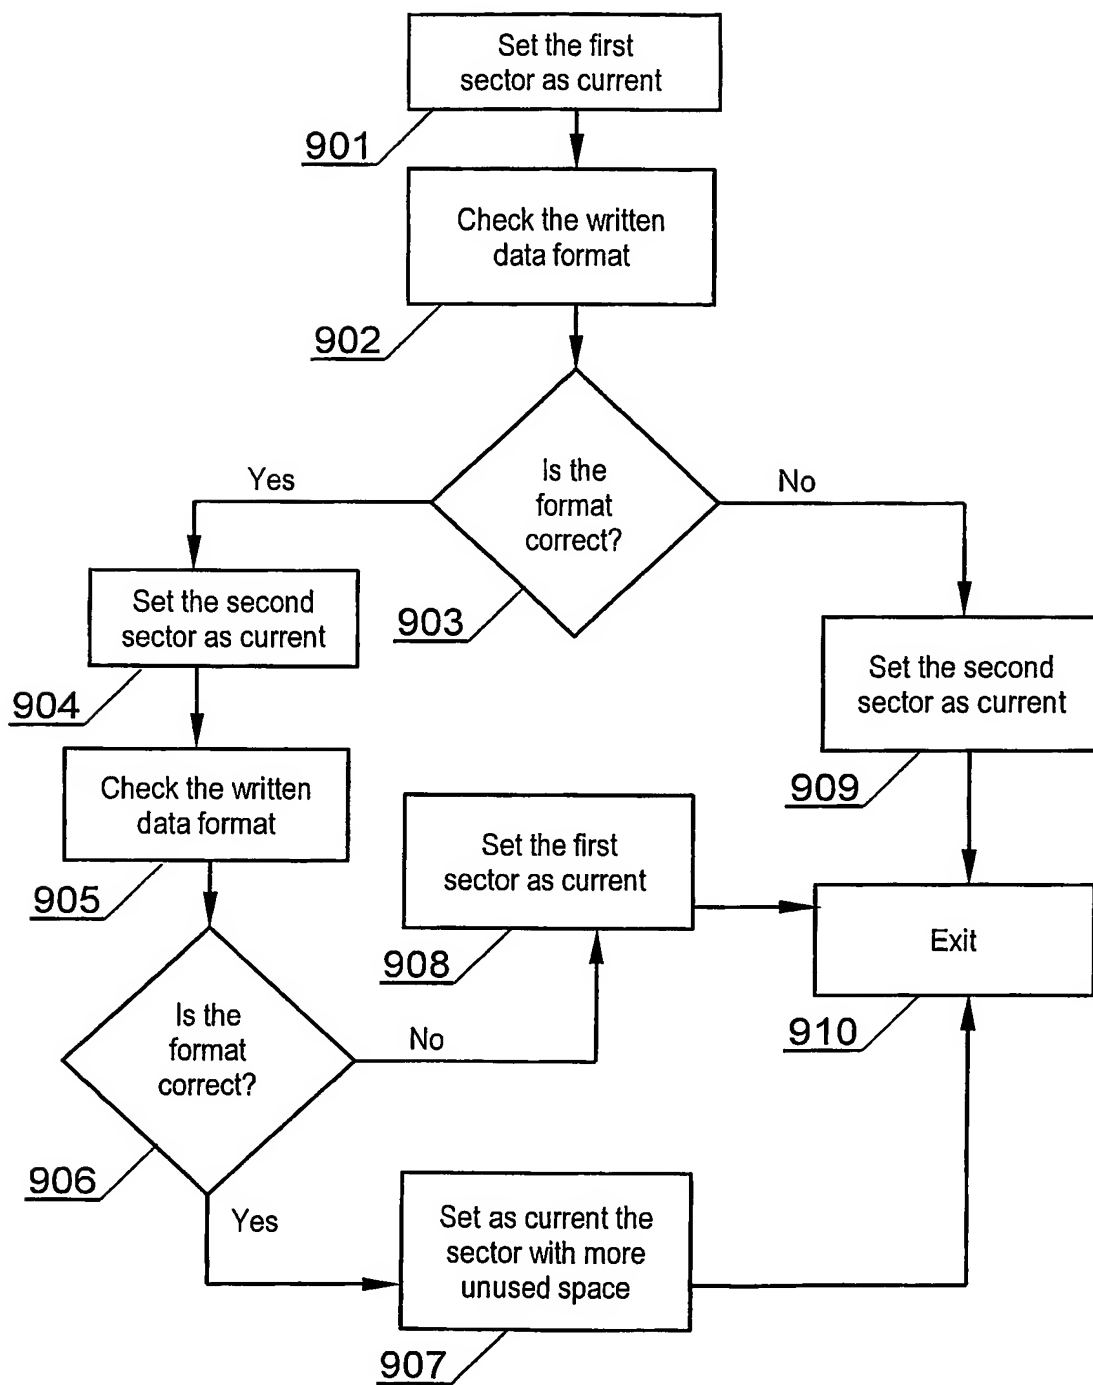 Set the first
sector as current
901
Check the written
data format
902
Is the
format
correct?
Yes
No
903
Set the second
sector as current
904
Set the second
sector as current
909
Check the written
data format
905
Set the first
sector as current
908
Exit
910
Is the
format
correct?
No
906
Yes
Set as current the
sector with more
unused space
907